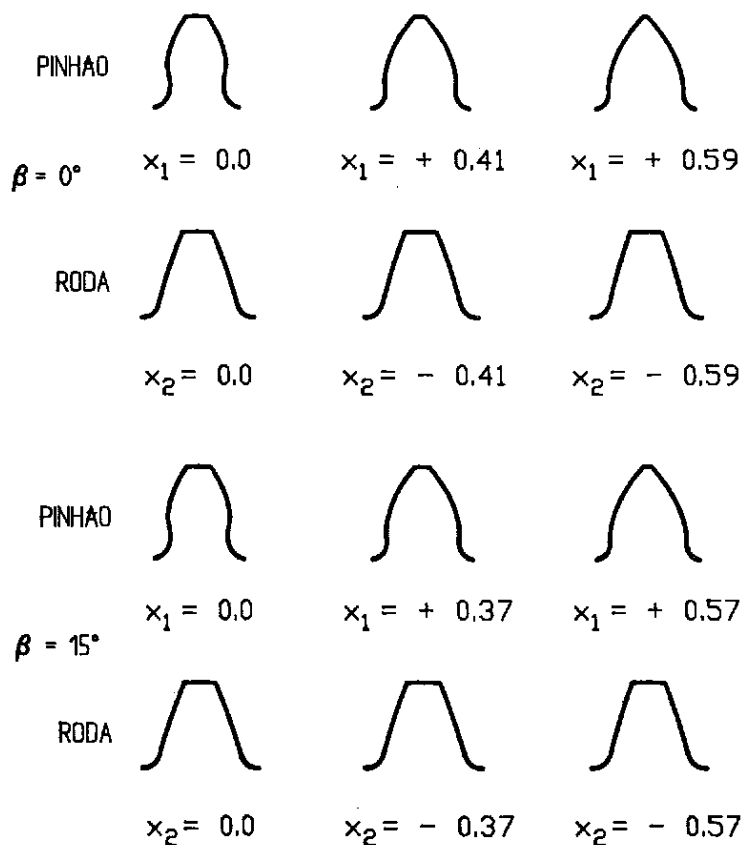 PINHAO
β = 0°
x1 = 0.0
x1 = + 0.41
x1 = + 0.59
RODA
x2 = 0.0
x2 = - 0.41
x2 = - 0.59
PINHAO
x1 = 0.0
x1 = + 0.37
x1 = + 0.57
β = 15°
RODA
x2 = 0.0
x2 = - 0.37
x2 = - 0.57